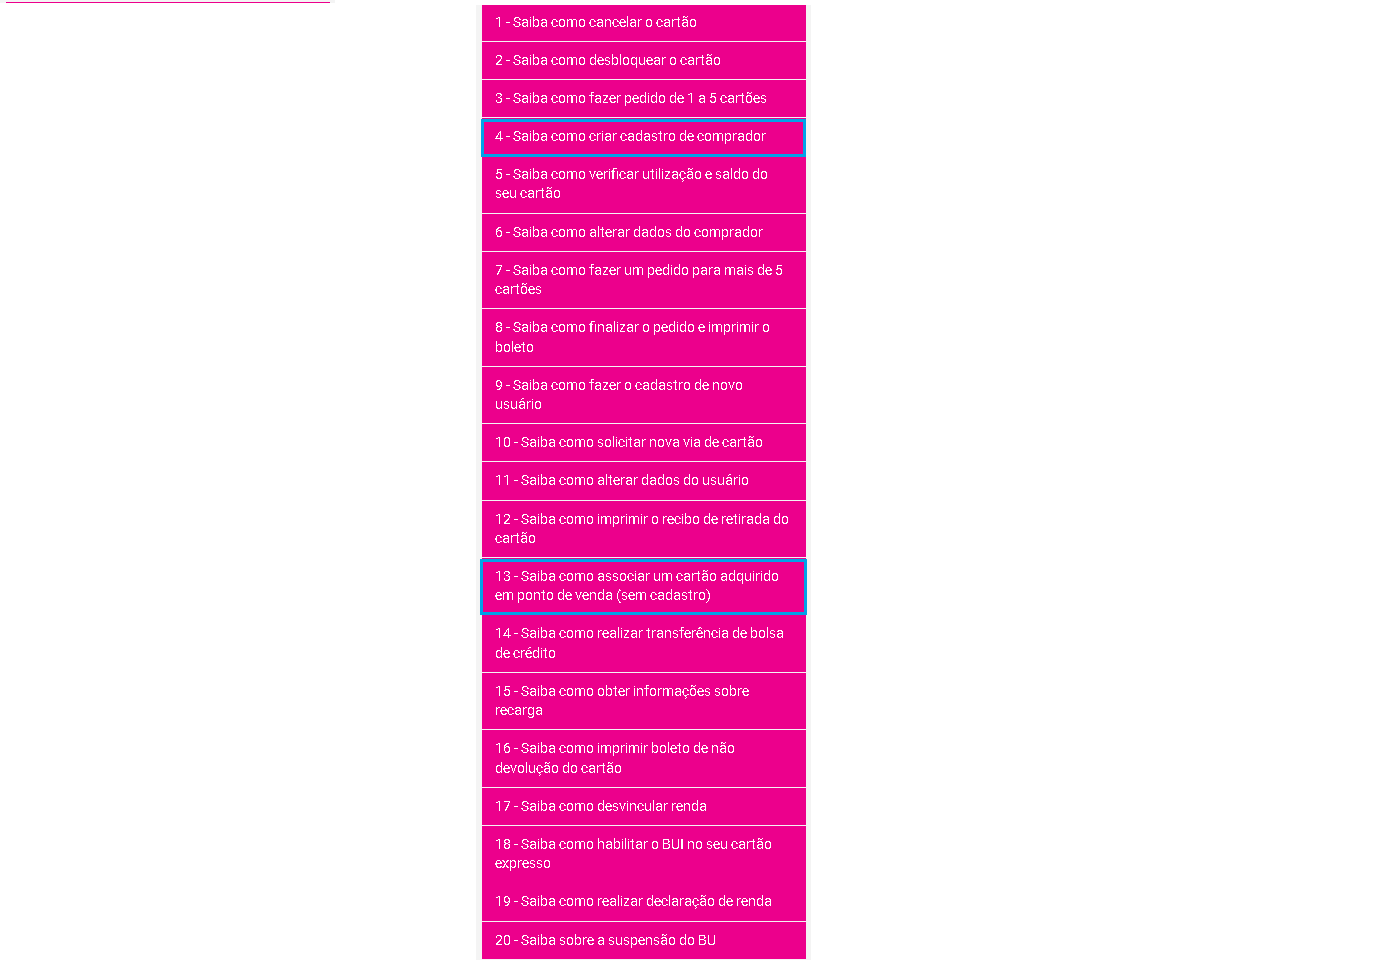 1 - Saiba como cancelar o cartão
2 - Saiba como desbloquear o cartão
3 - Saiba como fazer pedido de 1 a 5 cartões
4 - Saiba como criar cadastro de comprador
5 - Saiba como verificar utilização e saldo do
seu cartão
6 - Saiba como alterar dados do comprador
7 - Saiba como fazer um pedido para mais de 5
cartões
8 - Saiba como finalizar o pedido e imprimir o
boleto
9 - Saiba como fazer o cadastro de novo
usuário
10 - Saiba como solicitar nova via de cartão
11 - Saiba como alterar dados do usuário
12 - Saiba como imprimir o recibo de retirada do
cartão
13 - Saiba como associar um cartão adquirido
em ponto de venda (sem cadastro)
14 - Saiba como realizar transferência de bolsa
de crédito
15 - Saiba como obter informações sobre
recarga
16 - Saiba como imprimir boleto de não
devolução do cartão
17 - Saiba como desvincular renda
18 - Saiba como habilitar o BUI no seu cartão
expresso
19 - Saiba como realizar declaração de renda
20 - Saiba sobre a suspensão do BU